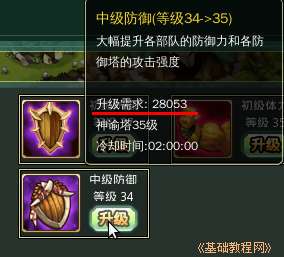 中级防御(等级34->35)
大幅提升各部队的防御力和各防
御塔的攻击强度
升级需求: 28053
神谕塔35级
冷却时间:02:00:00
初级体力
等级 35
升级
中级防御
等级 34
升级
《基础教程网》